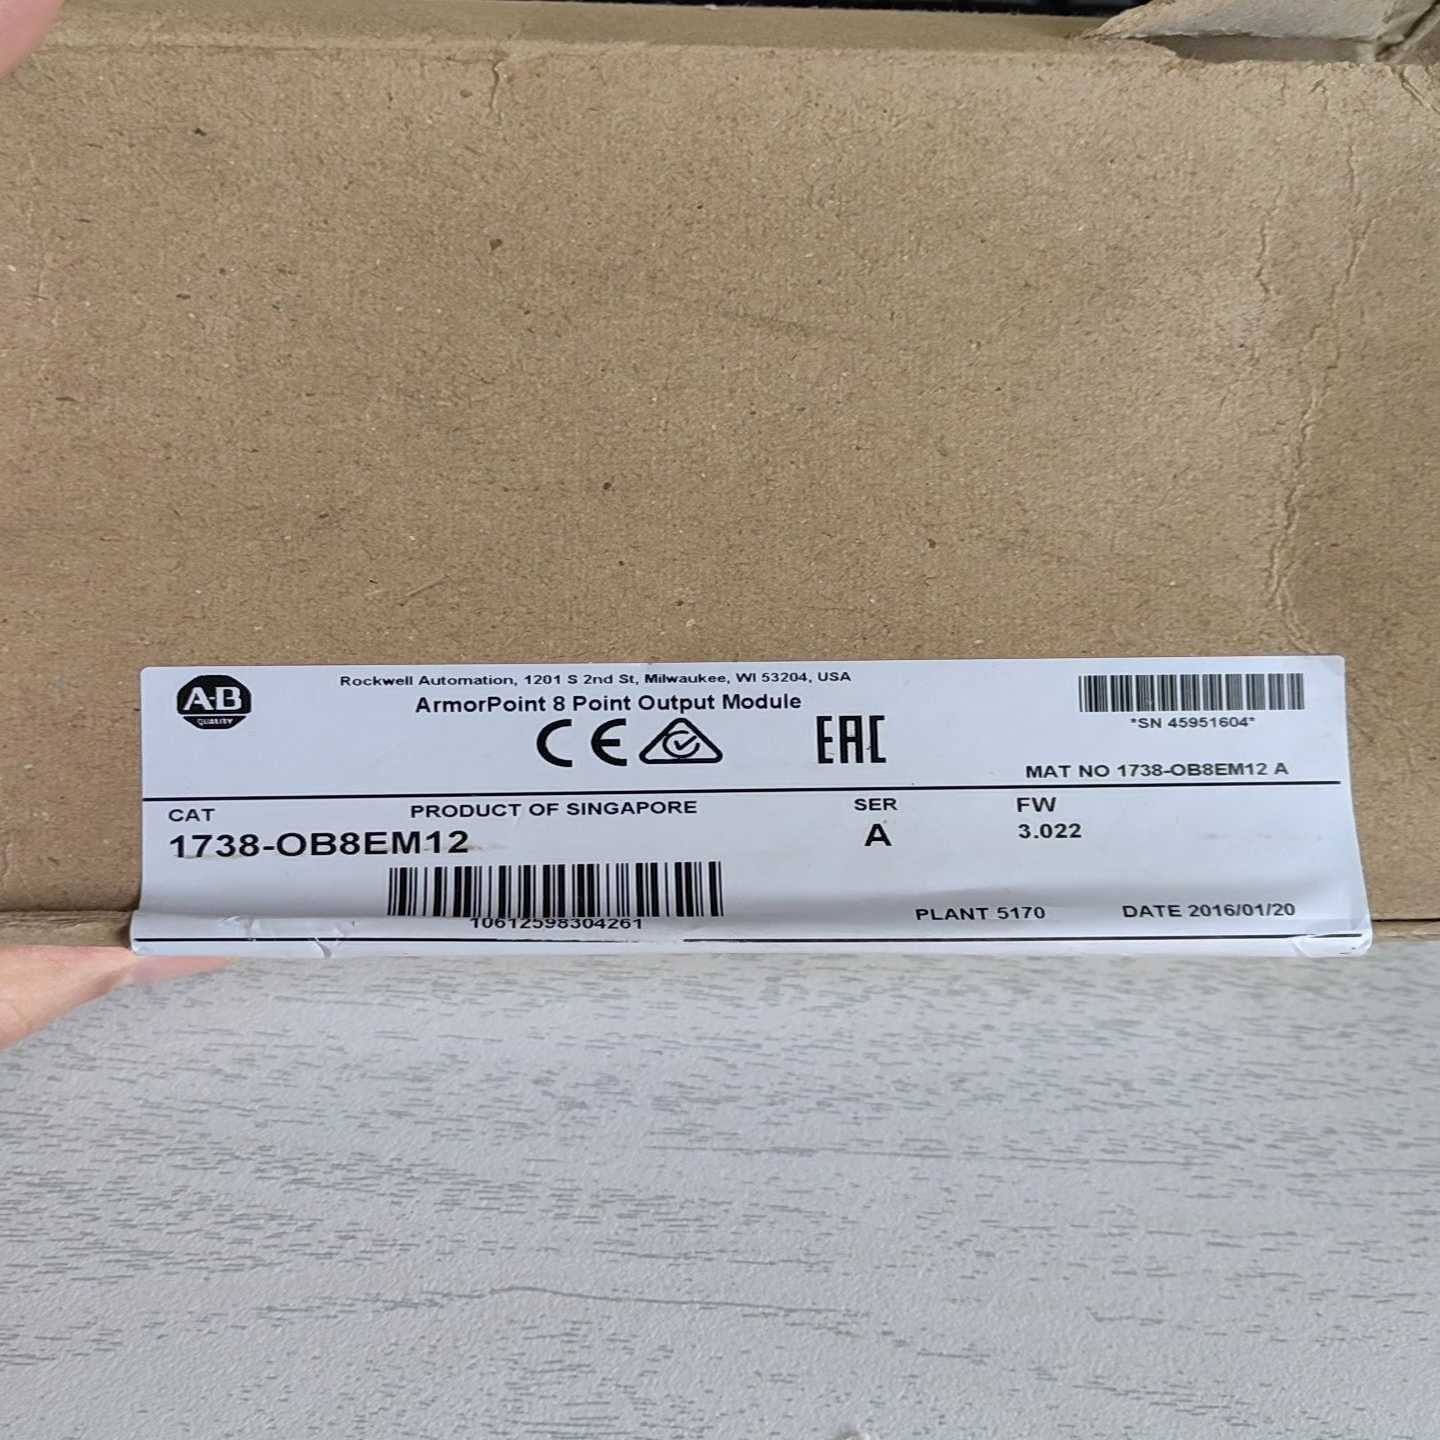 A-B
QUALITY
Rockwell Automation, 1201 S 2nd St, Milwaukee, WI 53204, USA
ArmorPoint 8 Point Output Module
CE
EAC
*SN 45951604*
MAT NO 1738-OB8EM12 A
CAT
PRODUCT OF SINGAPORE
SER
FW
1738-OB8EM12
A
3.022
10612598304261
PLANT 5170
DATE 2016/01/20